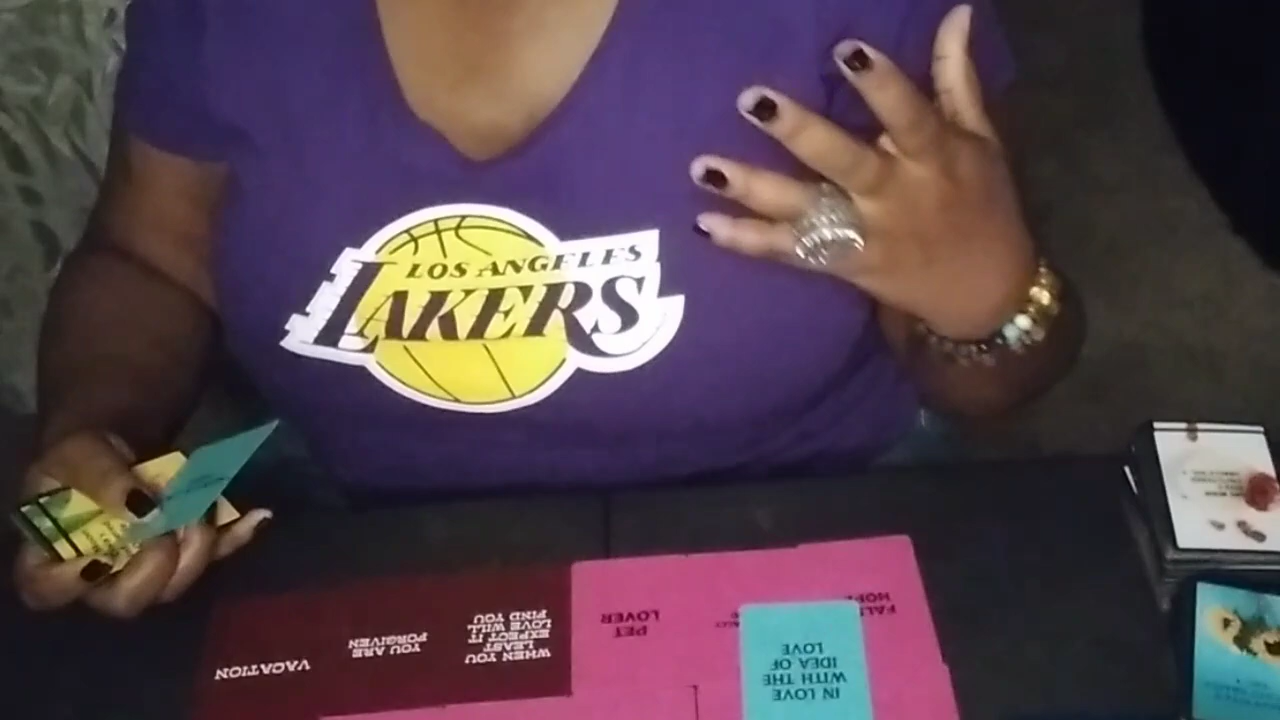 LOS ANGELES
LAKERS
VACATION
YOU ARE
FORGIVEN
WHEN YOU
LEAST
EXPECT IT
LOVE WILL
FIND YOU
PET
LOVER
IN LOVE
WITH THE
IDEA OF
LOVE